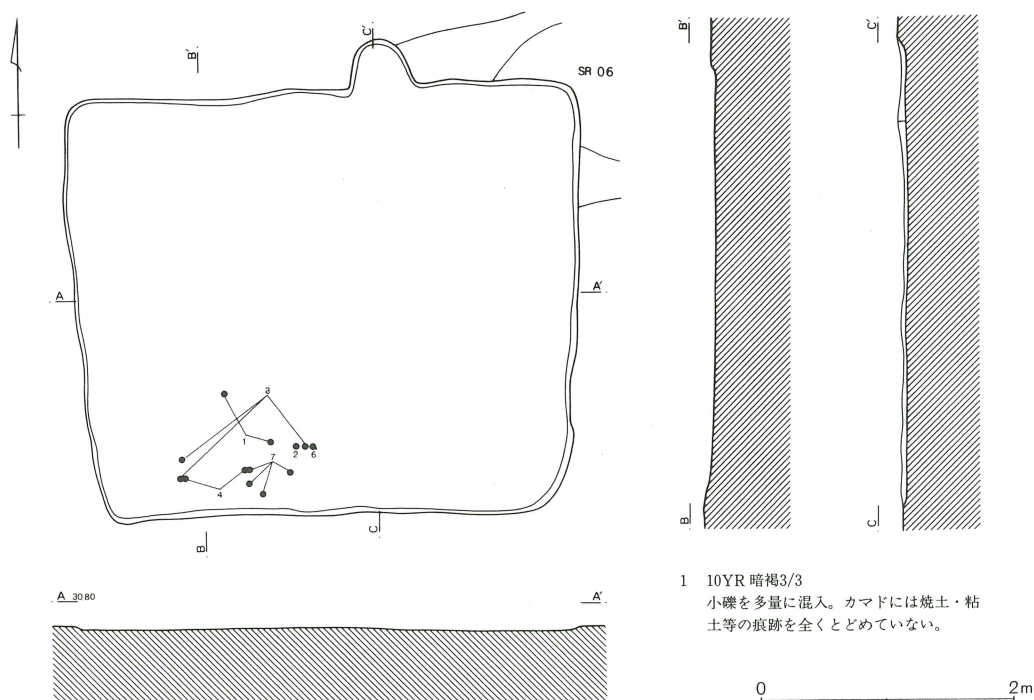 B′
C′
SR 06
A
A′
3
1
2
6
7
4
B
C
A 30.80
A′
B′
B
C′
C
1 10YR 暗褐3/3
小礫を多量に混入。カマドには焼土・粘
土等の痕跡を全くとどめていない。
0
2m